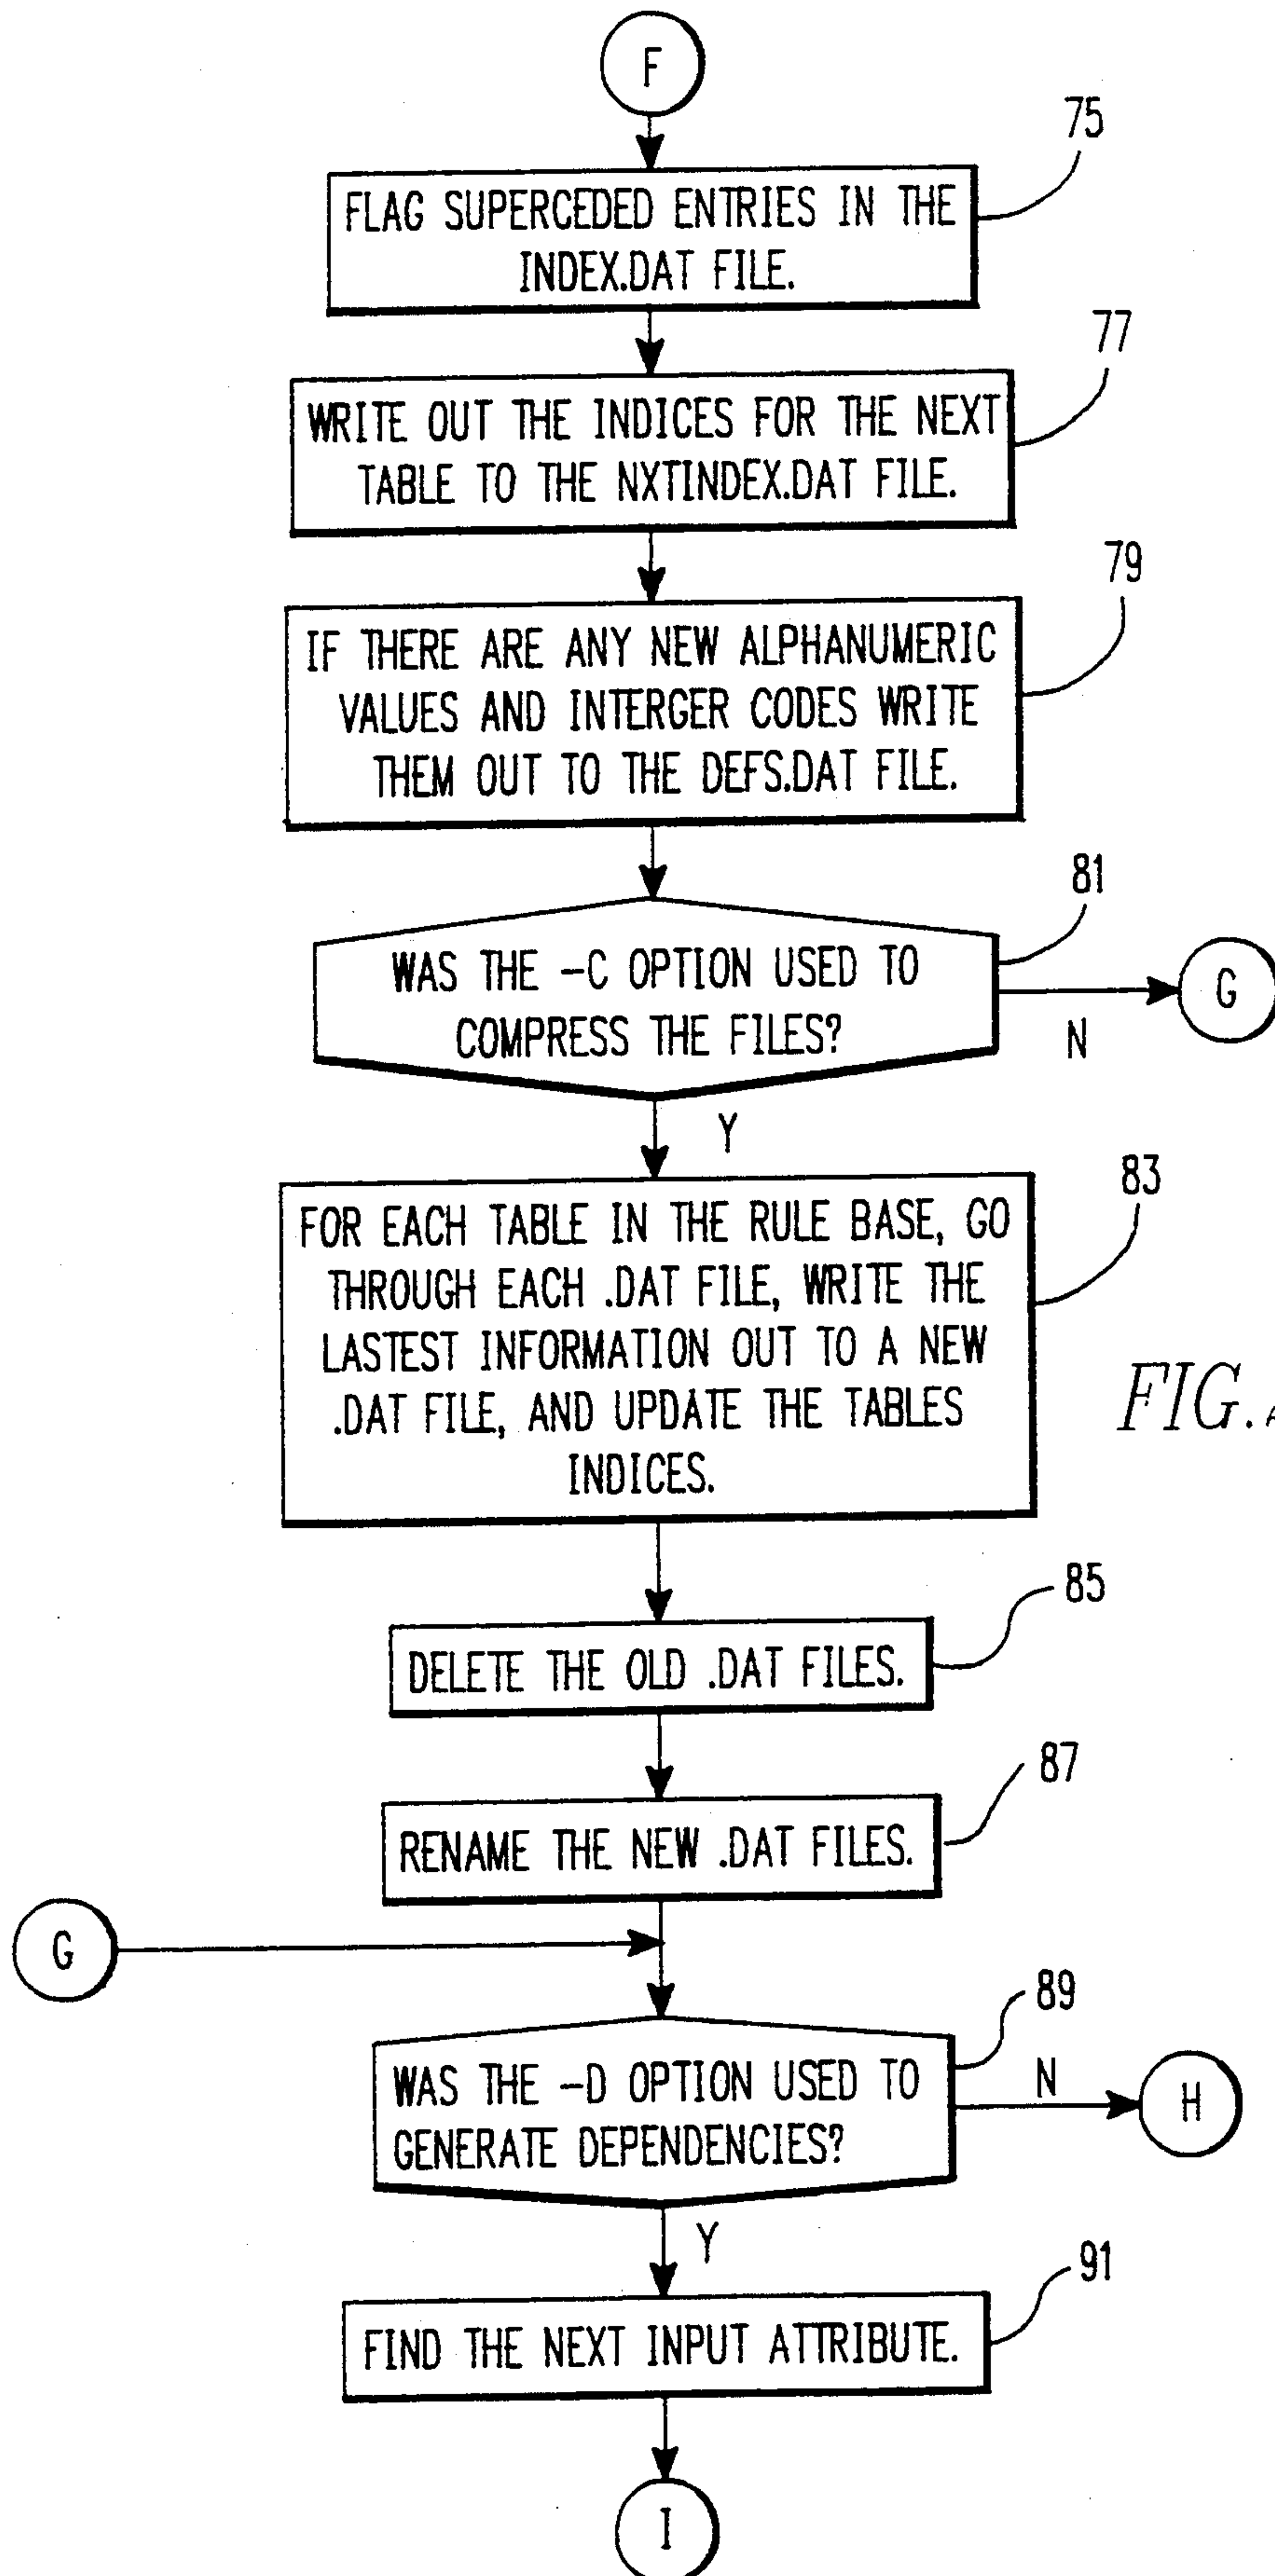 F
75
FLAG SUPERCEDED ENTRIES IN THE
INDEX.DAT FILE.
77
WRITE OUT THE INDICES FOR THE NEXT
TABLE TO THE NXTINDEX.DAT FILE.
79
IF THERE ARE ANY NEW ALPHANUMERIC
VALUES AND INTERGER CODES WRITE
THEM OUT TO THE DEFS.DAT FILE.
81
WAS THE -C OPTION USED TO
COMPRESS THE FILES?
G
N
Y
83
FOR EACH TABLE IN THE RULE BASE, GO
THROUGH EACH .DAT FILE, WRITE THE
LASTEST INFORMATION OUT TO A NEW
.DAT FILE, AND UPDATE THE TABLES
INDICES.
FIG.
85
DELETE THE OLD .DAT FILES.
87
RENAME THE NEW .DAT FILES.
G
89
WAS THE -D OPTION USED TO
GENERATE DEPENDENCIES?
N
H
Y
91
FIND THE NEXT INPUT ATTRIBUTE.
I